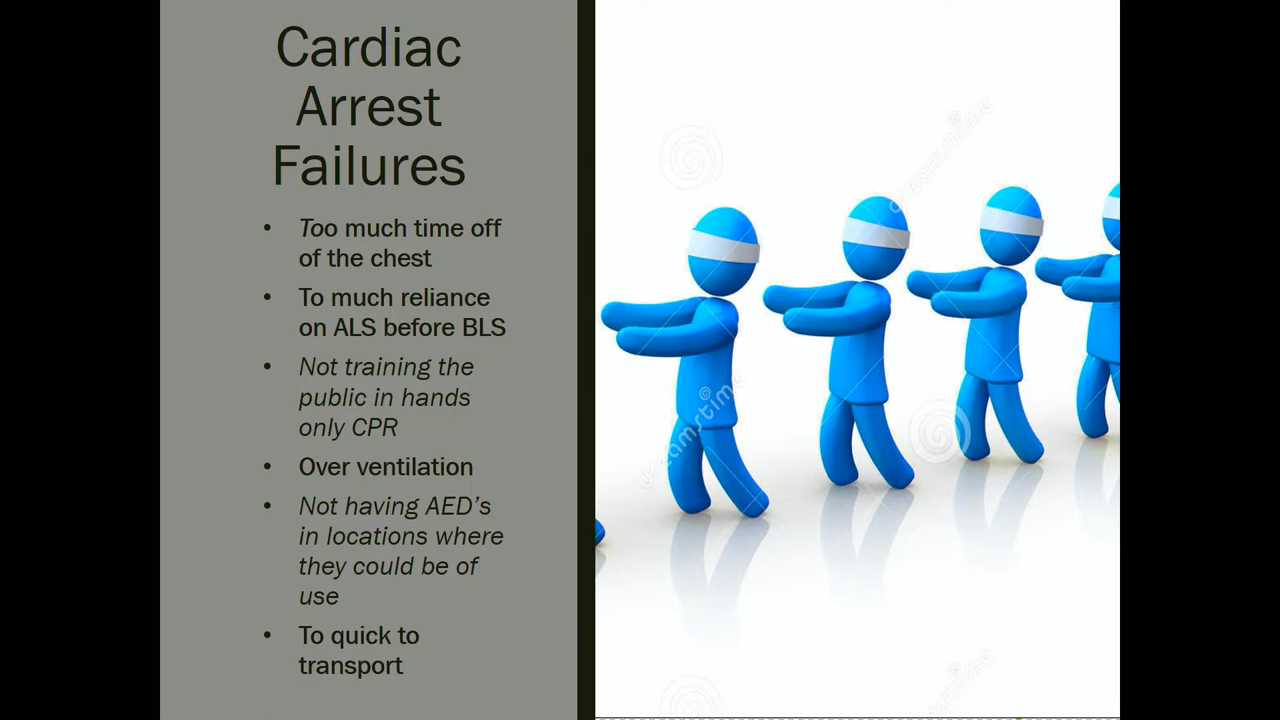 Cardiac
Arrest
Failures
• Too much time off
of the chest
• To much reliance
on ALS before BLS
• Not training the
public in hands
only CPR
• Over ventilation
• Not having AED’s
in locations where
they could be of
use
• To quick to
transport
dreamstime